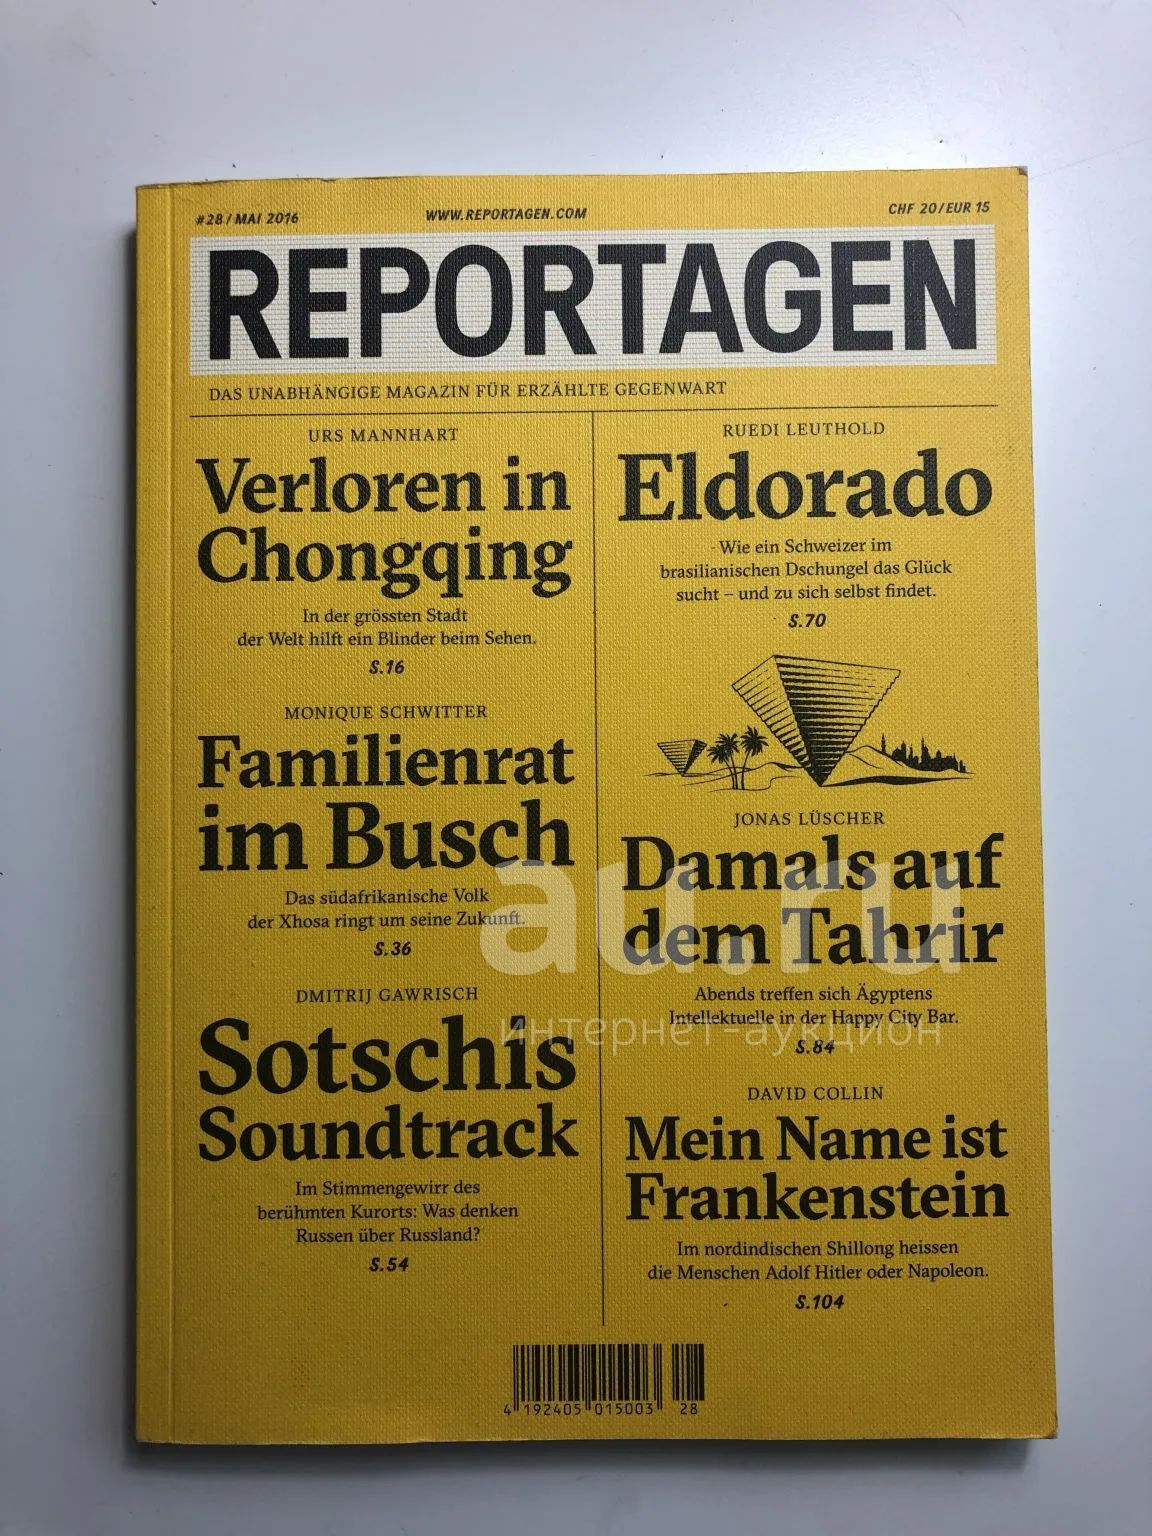 #28 / MAI 2016
WWW.REPORTAGEN.COM
CHF 20/EUR 15
REPORTAGEN
DAS UNABHÄNGIGE MAGAZIN FÜR ERZÄHLTE GEGENWART
URS MANNHART
Verloren in
Chongqing
In der grössten Stadt
der Welt hilft ein Blinder beim Sehen.
S.16
MONIQUE SCHWITTER
Familienrat
im Busch
Das südafrikanische Volk
der Xhosa ringt um seine Zukunft.
S.36
DMITRIJ GAWRISCH
Sotschis
Soundtrack
Im Stimmengewirr des
berühmten Kurorts: Was denken
Russen über Russland?
S.54
RUEDI LEUTHOLD
Eldorado
Wie ein Schweizer im
brasilianischen Dschungel das Glück
sucht – und zu sich selbst findet.
S.70
JONAS LÜSCHER
Damals auf
dem Tahrir
Abends treffen sich Ägyptens
Intellektuelle in der Happy City Bar.
S.84
DAVID COLLIN
Mein Name ist
Frankenstein
Im nordindischen Shillong heissen
die Menschen Adolf Hitler oder Napoleon.
S.104
4 192405 015003 28
au.ru
интернет-аукцион